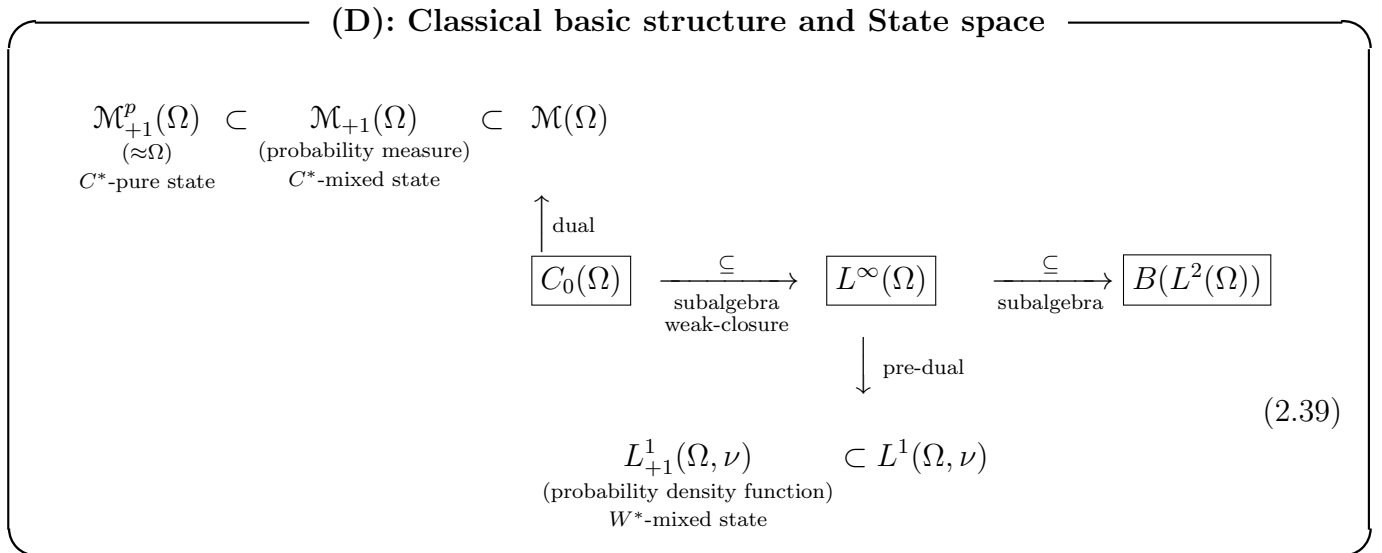 (D): Classical basic structure and State space
𝔐^p_{+1}(Ω) ⊂ 𝔐_{+1}(Ω) ⊂ 𝔐(Ω)
(≈Ω) (probability measure)
C*-pure state C*-mixed state
↑ dual
C_0(Ω) ⊆ L^∞(Ω) ⊆ B(L^2(Ω))
subalgebra subalgebra
weak-closure
↓ pre-dual
(2.39)
L^1_{+1}(Ω, ν) ⊂ L^1(Ω, ν)
(probability density function)
W*-mixed state